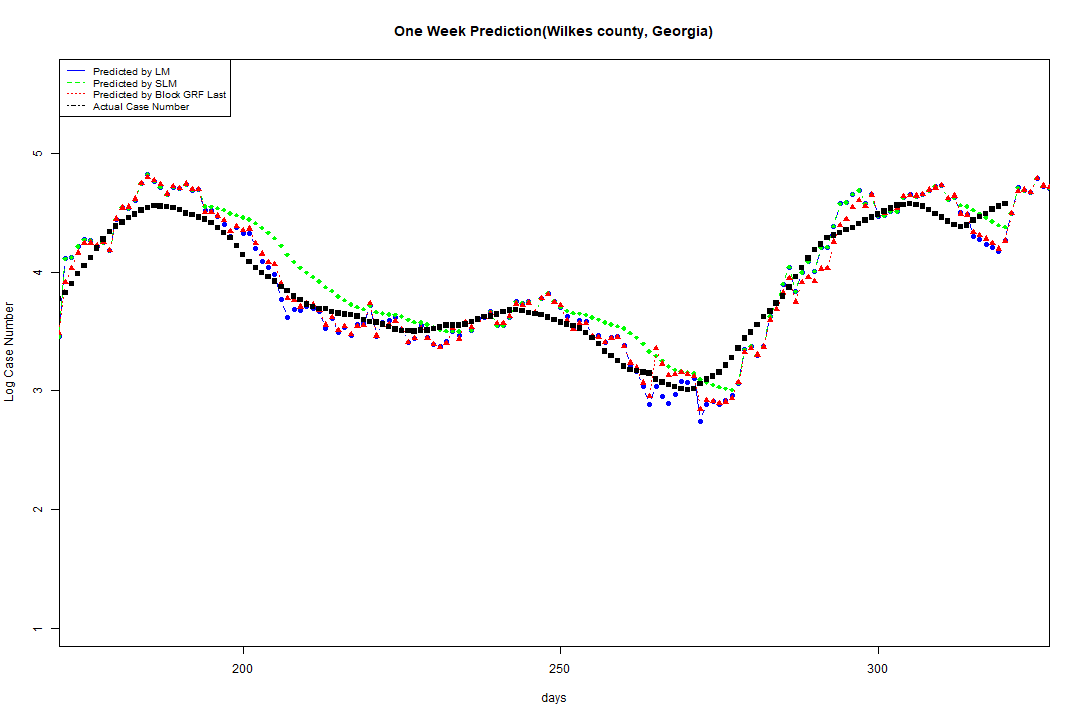 One Week Prediction(Wilkes county, Georgia)
Predicted by LM
Predicted by SLM
Predicted by Block GRF Last
Actual Case Number
5
4
3
2
1
Log Case Number
200
250
300
days